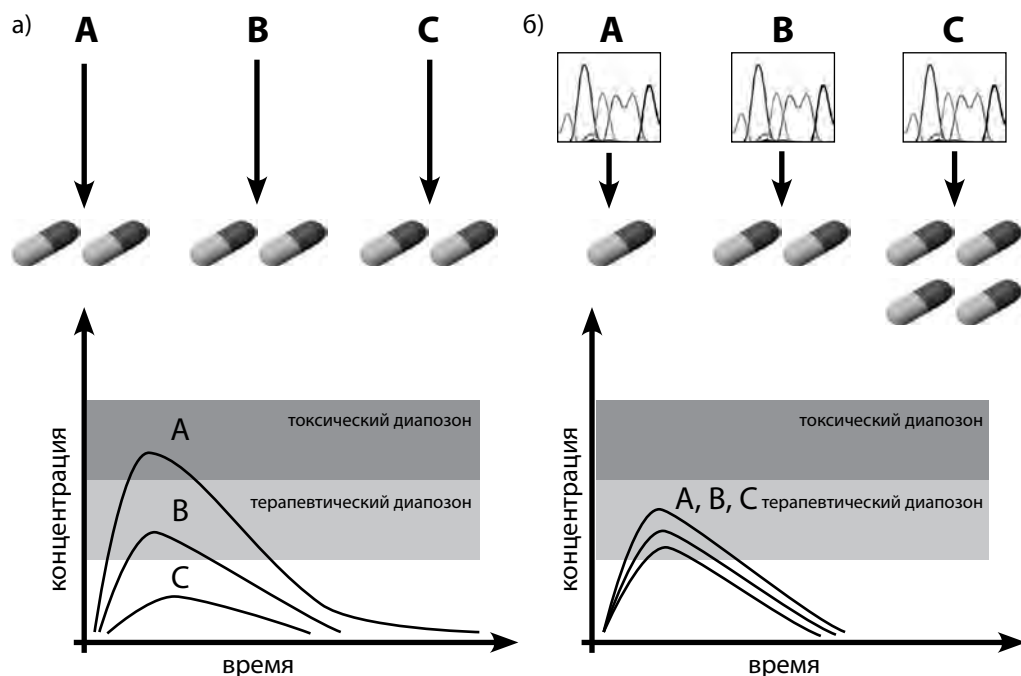 а) A B C
б) A B C
концентрация
токсический диапозон
A
терапевтический диапозон
B
C
время
концентрация
токсический диапозон
A, B, C терапевтический диапозон
время